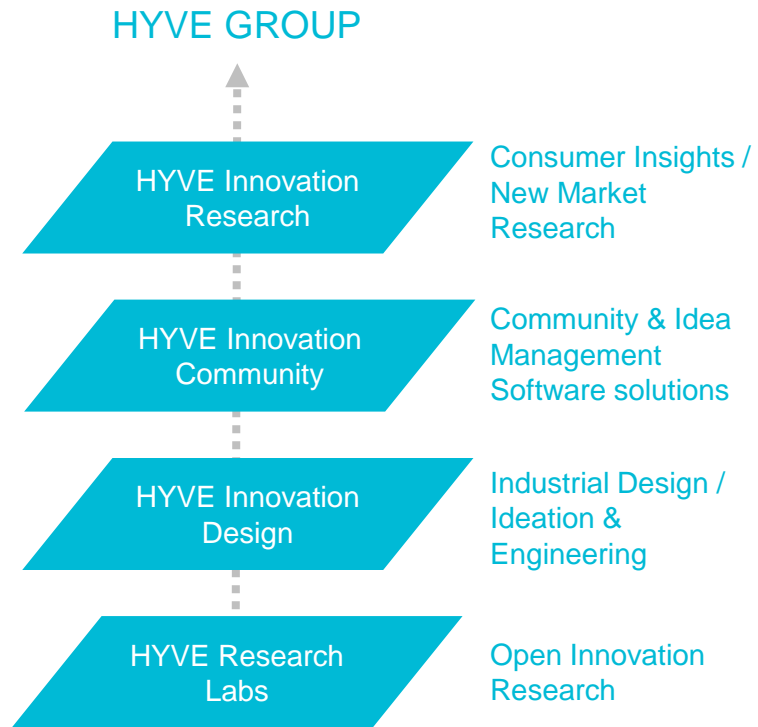 HYVE GROUP
HYVE Innovation
Research
Consumer Insights /
New Market
Research
HYVE Innovation
Community
Community & Idea
Management
Software solutions
HYVE Innovation
Design
Industrial Design /
Ideation &
Engineering
HYVE Research
Labs
Open Innovation
Research